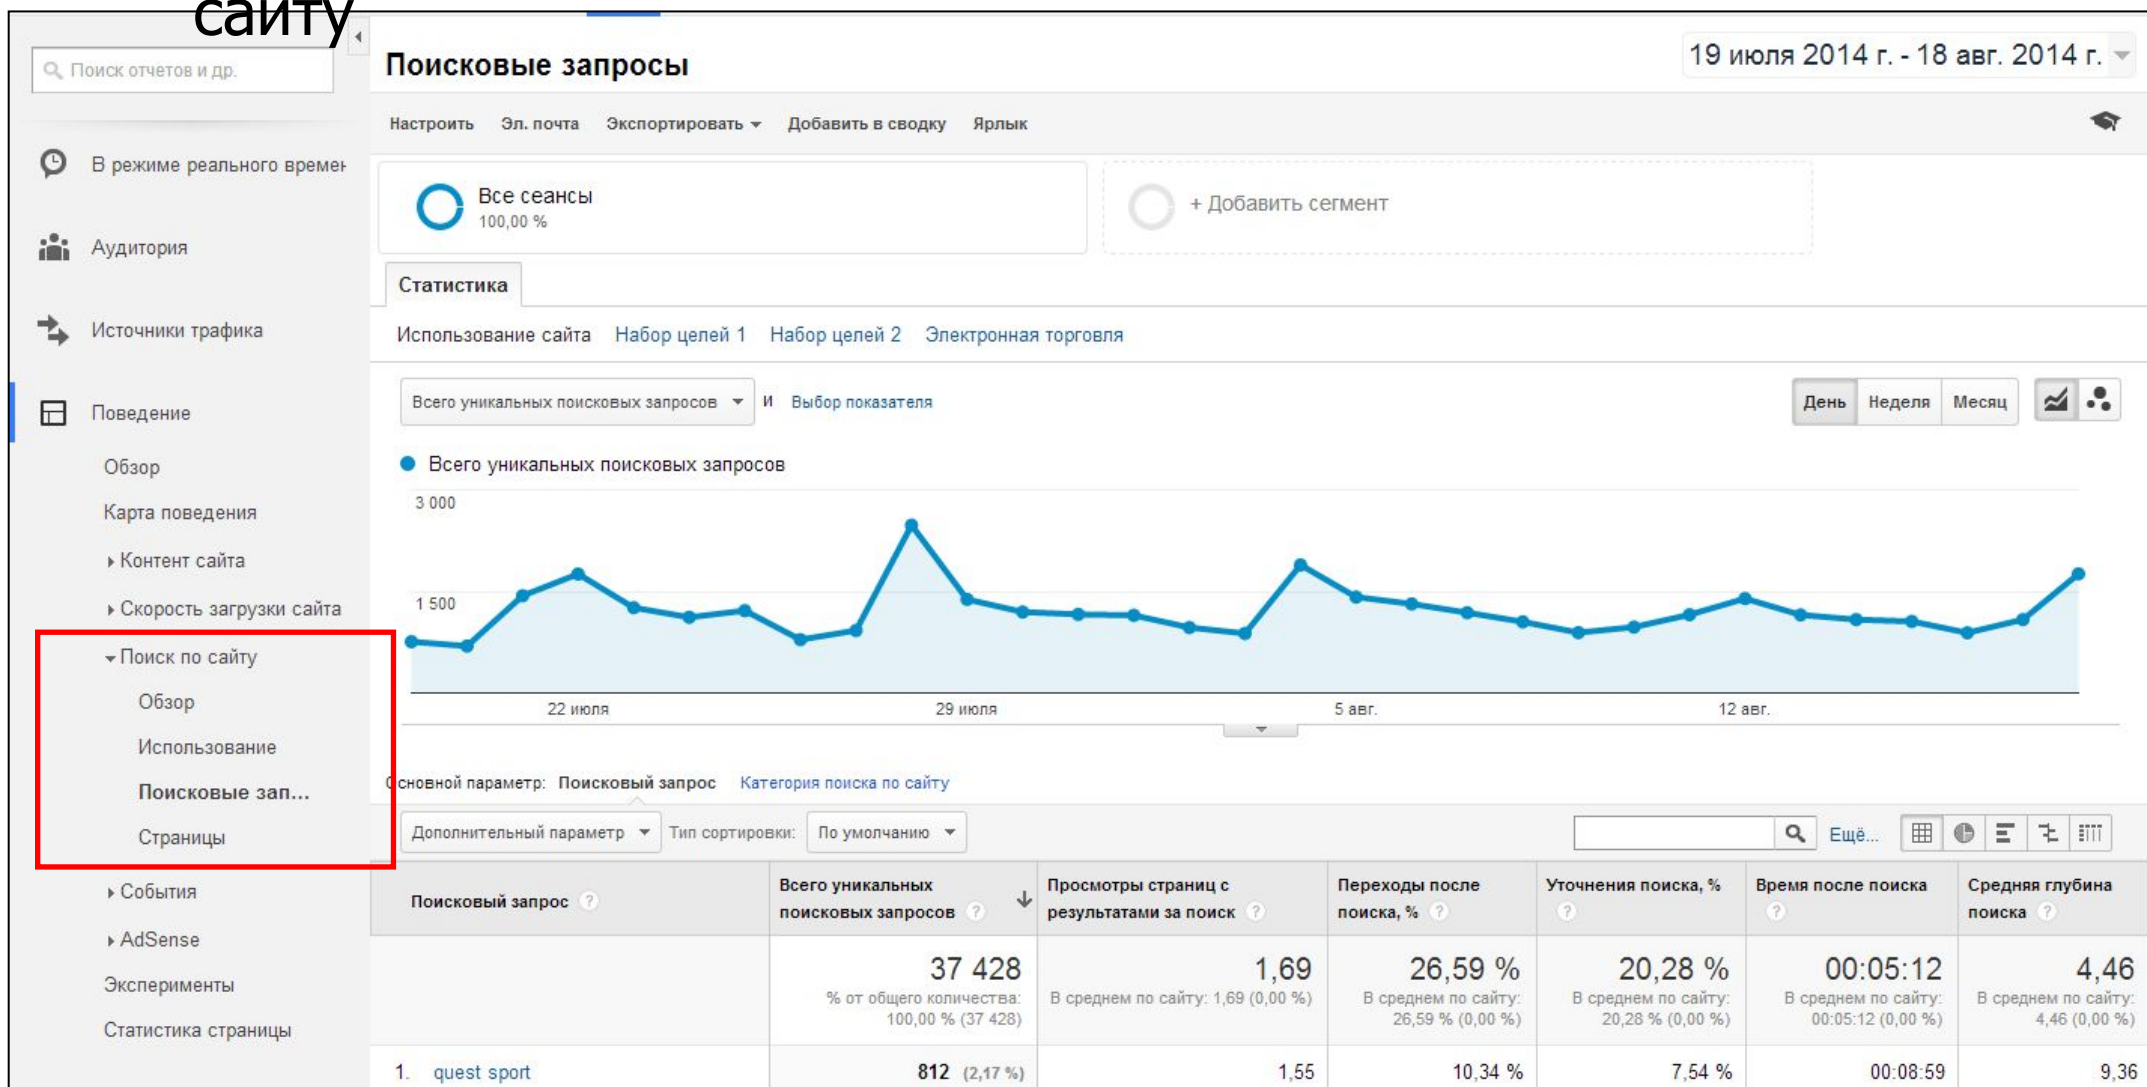 сайту
Поиск отчетов и др.
Поисковые запросы
19 июля 2014 г. - 18 авг. 2014 г.
Настроить Эл. почта Экспортировать Добавить в сводку Ярлык
В режиме реального времен
Все сеансы
100,00 %
+ Добавить сегмент
Аудитория
Статистика
Источники трафика
Использование сайта Набор целей 1 Набор целей 2 Электронная торговля
Поведение
Всего уникальных поисковых запросов и Выбор показателя
День Неделя Месяц
Обзор
Всего уникальных поисковых запросов
3 000
Карта поведения
Контент сайта
1 500
Скорость загрузки сайта
Поиск по сайту
Обзор
22 июля 29 июля 5 авг. 12 авг.
Использование
Основной параметр: Поисковый запрос Категория поиска по сайту
Поисковые зап...
Страницы
Дополнительный параметр Тип сортировки: По умолчанию
Ещё...
События
AdSense
Эксперименты
Статистика страницы
Поисковый запрос ?
Всего уникальных
поисковых запросов ?
Просмотры страниц с
результатами за поиск ?
Переходы после
поиска, % ?
Уточнения поиска, %
?
Время после поиска
?
Средняя глубина
поиска ?
37 428
% от общего количества:
100,00 % (37 428)
1,69
В среднем по сайту: 1,69 (0,00 %)
26,59 %
В среднем по сайту:
26,59 % (0,00 %)
20,28 %
В среднем по сайту:
20,28 % (0,00 %)
00:05:12
В среднем по сайту:
00:05:12 (0,00 %)
4,46
В среднем по сайту:
4,46 (0,00 %)
1. quest sport 812 (2,17 %) 1,55 10,34 % 7,54 % 00:08:59 9,36